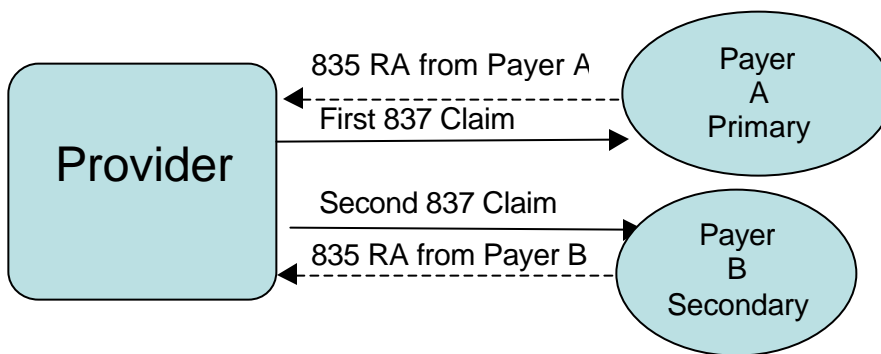 835 RA from Payer A
First 837 Claim
Provider
Second 837 Claim
835 RA from Payer B
Payer
A
Primary
Payer
B
Secondary